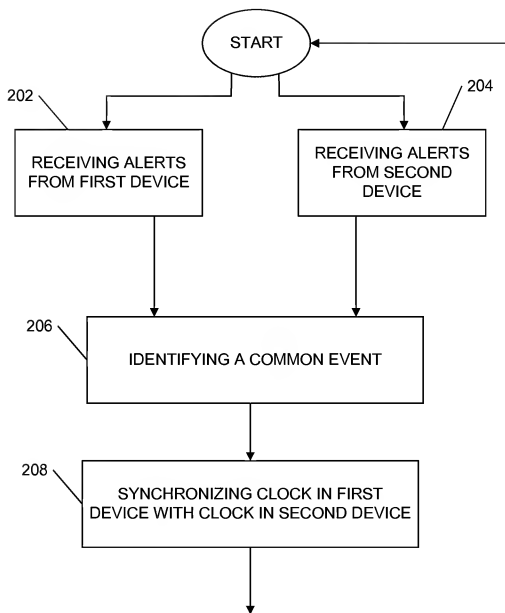 START
202
204
RECEIVING ALERTS
FROM FIRST DEVICE
RECEIVING ALERTS
FROM SECOND
DEVICE
206
IDENTIFYING A COMMON EVENT
208
SYNCHRONIZING CLOCK IN FIRST
DEVICE WITH CLOCK IN SECOND DEVICE